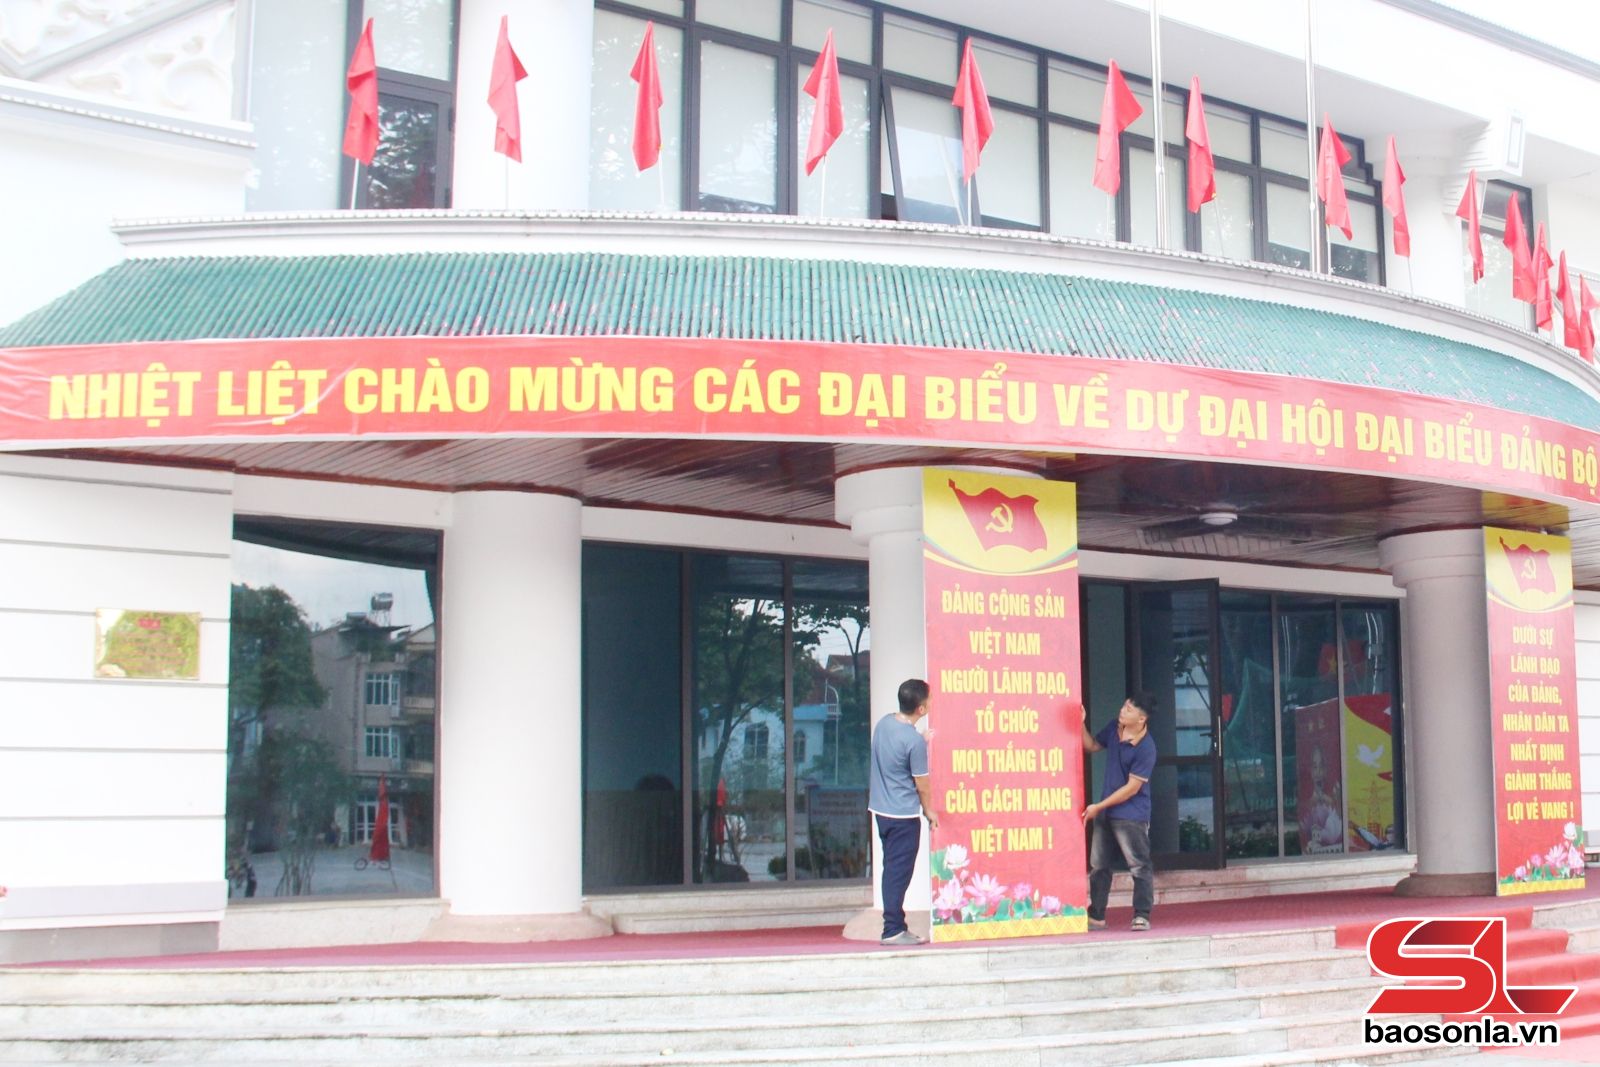 NHIỆT LIỆT CHÀO MỪNG CÁC ĐẠI BIỂU VỀ DỰ ĐẠI HỘI ĐẠI BIỂU ĐẢNG BỘ
ĐẢNG CỘNG SẢN
VIỆT NAM
NGƯỜI LÃNH ĐẠO,
TỔ CHỨC
MỌI THẮNG LỢI
CỦA CÁCH MẠNG
VIỆT NAM !
DƯỚI SỰ
LÃNH ĐẠO
CỦA ĐẢNG,
NHÂN DÂN TA
NHẤT ĐỊNH
GIÀNH THẮNG
LỢI VẺ VANG !
SL
baosonla.vn